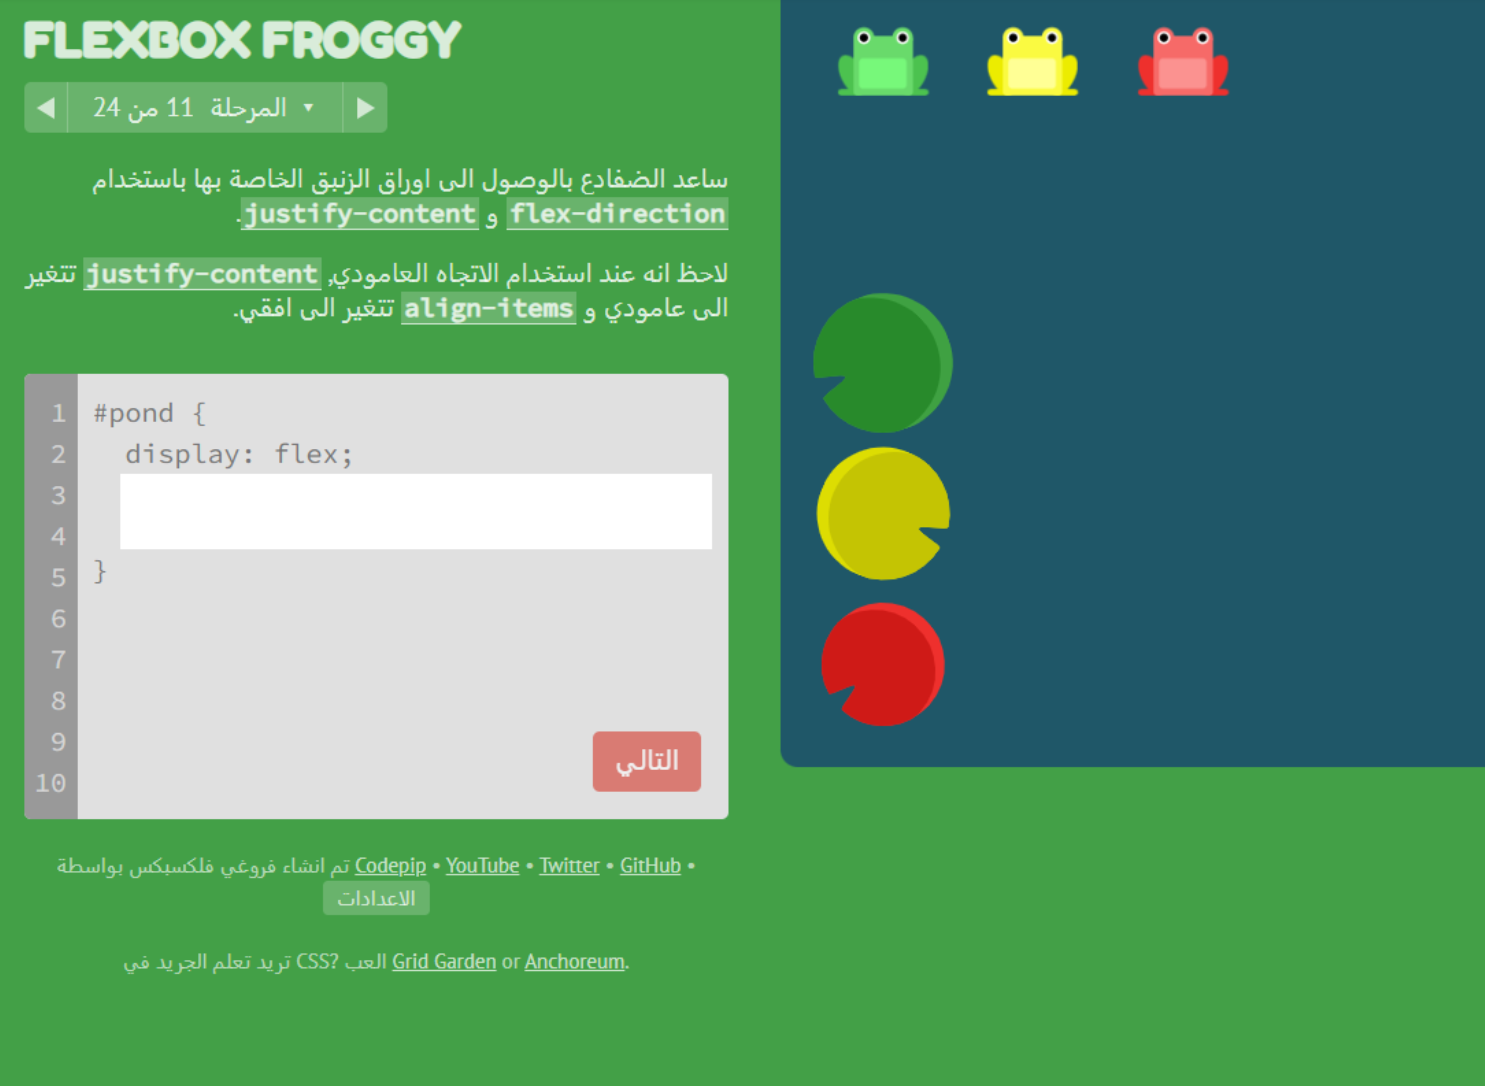 FLEXBOX FROGGY
المرحلة 11 من 24
ساعد الضفادع بالوصول الى اوراق الزنبق الخاصة بها باستخدام
flex-direction و justify-content.
لاحظ انه عند استخدام الاتجاه العامودي, justify-content تتغير
الى عامودي و align-items تتغير الى افقي.
1 #pond {
2 display: flex;
3
4
5 }
6
7
8
9
10
التالي
تم انشاء فروغي فلكسبكس بواسطة Codepip • YouTube • Twitter • GitHub •
الاعدادات
تريد تعلم الجريد في CSS? العب Grid Garden or Anchoreum.